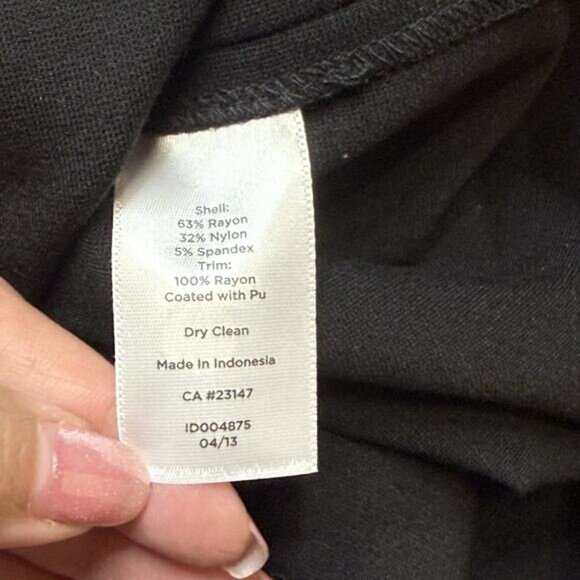 Shell:
63% Rayon
32% Nylon
5% Spandex
Trim:
100% Rayon
Coated with Pu
Dry Clean
Made In Indonesia
CA #23147
ID004875
04/13